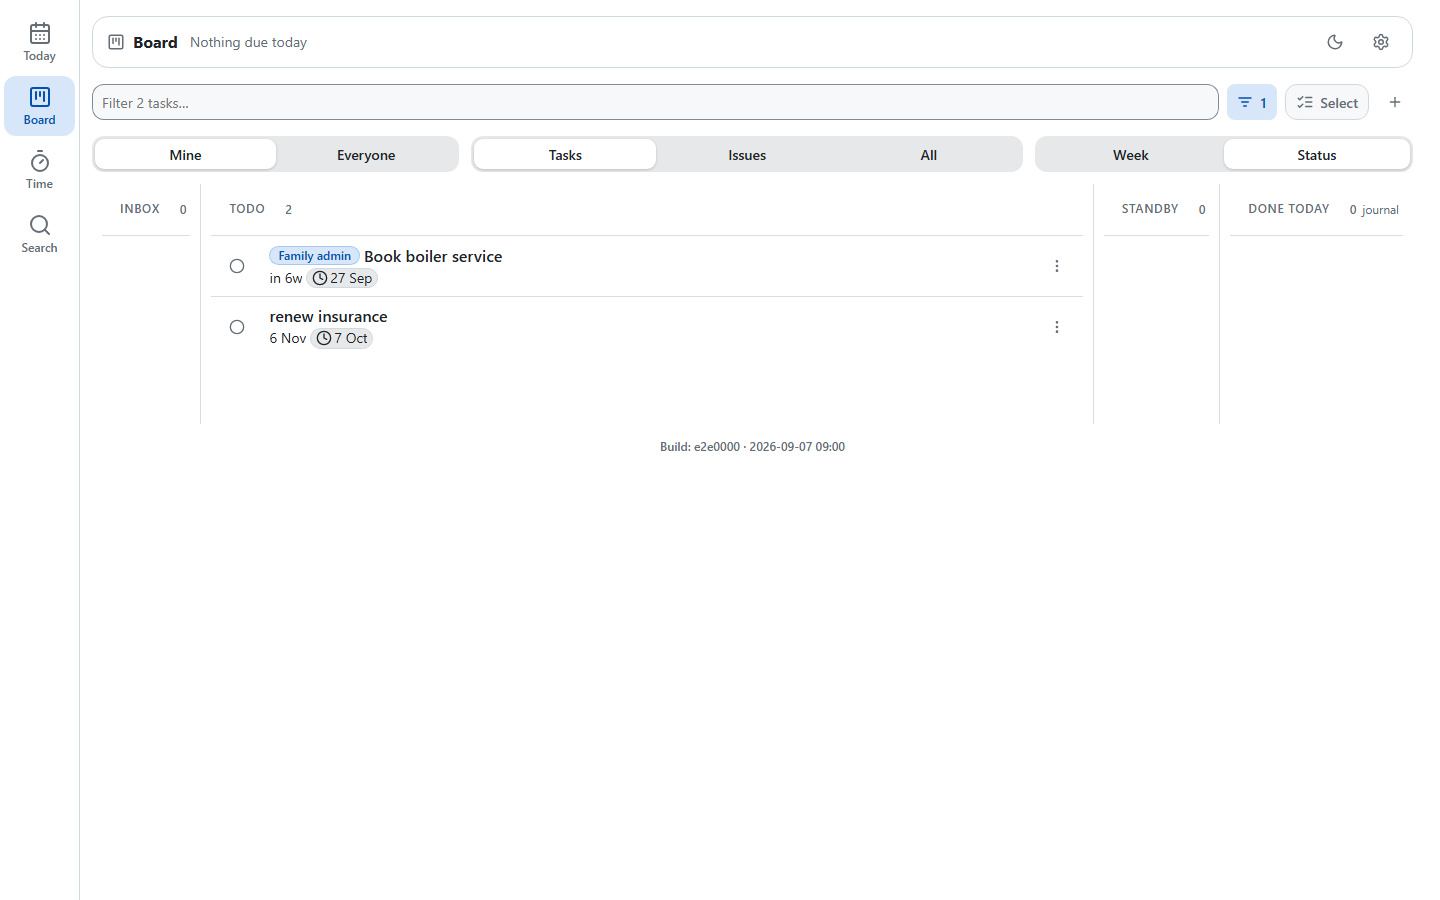 Today
Board
Time
Search
Board Nothing due today
Filter 2 tasks...
1
Select
Mine Everyone
Tasks Issues All
Week Status
INBOX 0
TODO 2
STANDBY 0
DONE TODAY 0 journal
Family admin Book boiler service
in 6w 27 Sep
renew insurance
6 Nov 7 Oct
Build: e2e0000 · 2026-09-07 09:00